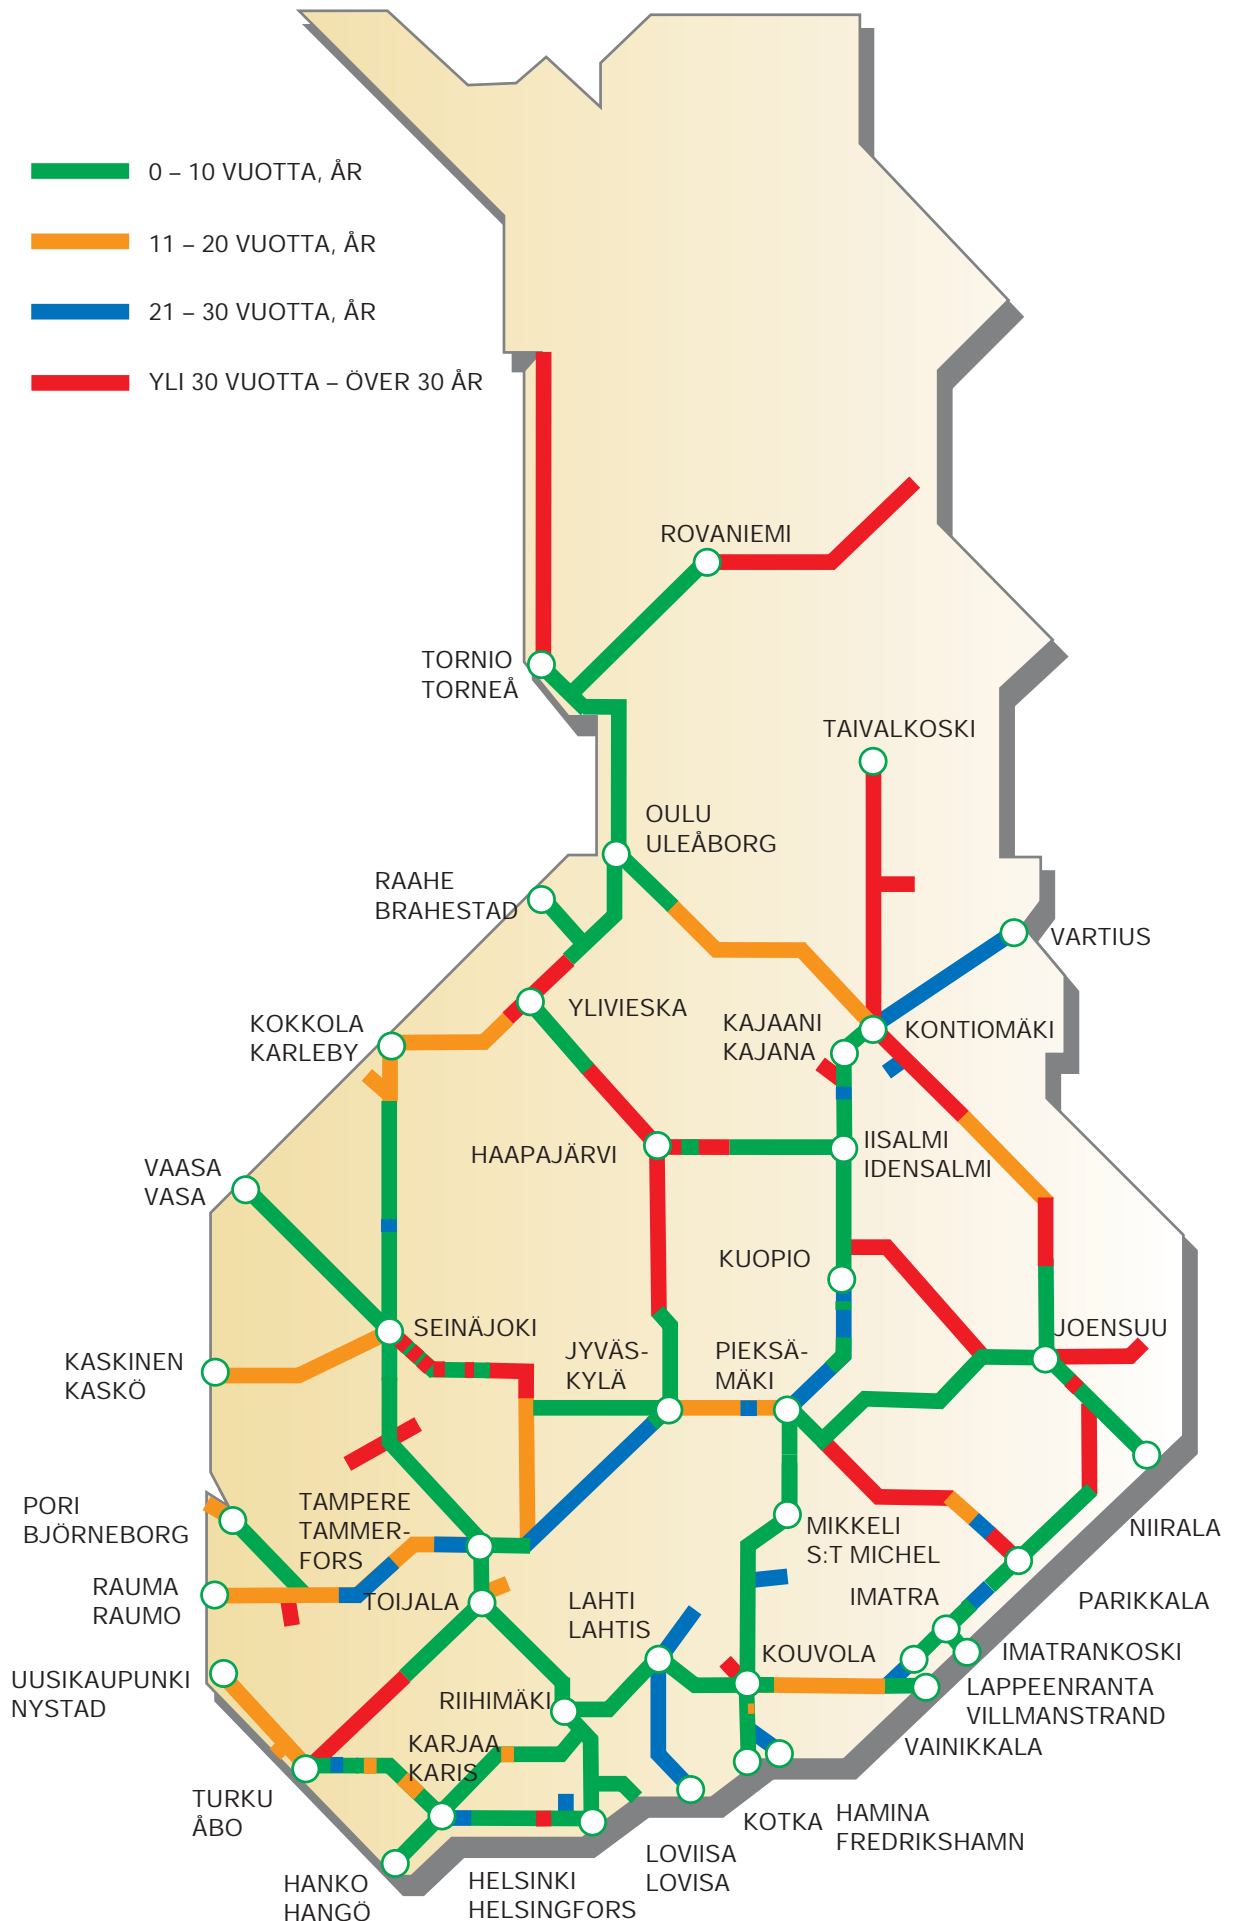 0 – 10 VUOTTA, ÅR
11 – 20 VUOTTA, ÅR
21 – 30 VUOTTA, ÅR
YLI 30 VUOTTA – ÖVER 30 ÅR
ROVANIEMI
TORNIO
TORNEÅ
TAIVALKOSKI
OULU
ULEÅBORG
RAAHE
BRAHESTAD
VARTIUS
YLIVIESKA
KOKKOLA
KARLEBY
KAJAANI
KAJANA
KONTIOMÄKI
HAAPAJÄRVI
IISALMI
IDENSALMI
VAASA
VASA
KUOPIO
SEINÄJOKI
JOENSUU
JYVÄS-
KYLÄ
PIEKSÄ-
MÄKI
KASKINEN
KASKÖ
PORI
BJÖRNEBORG
TAMPERE
TAMMER-
FORS
MIKKELI
S:T MICHEL
NIIRALA
RAUMA
RAUMO
TOIJALA
LAHTI
LAHTIS
IMATRA
PARIKKALA
UUSIKAUPUNKI
NYSTAD
KOUVOLA
IMATRANKOSKI
RIIHIMÄKI
LAPPEENRANTA
VILLMANSTRAND
KARJAA
KARIS
VAINIKKALA
TURKU
ÅBO
KOTKA
HAMINA
FREDRIKSHAMN
LOVIISA
LOVISA
HANKO
HANGÖ
HELSINKI
HELSINGFORS